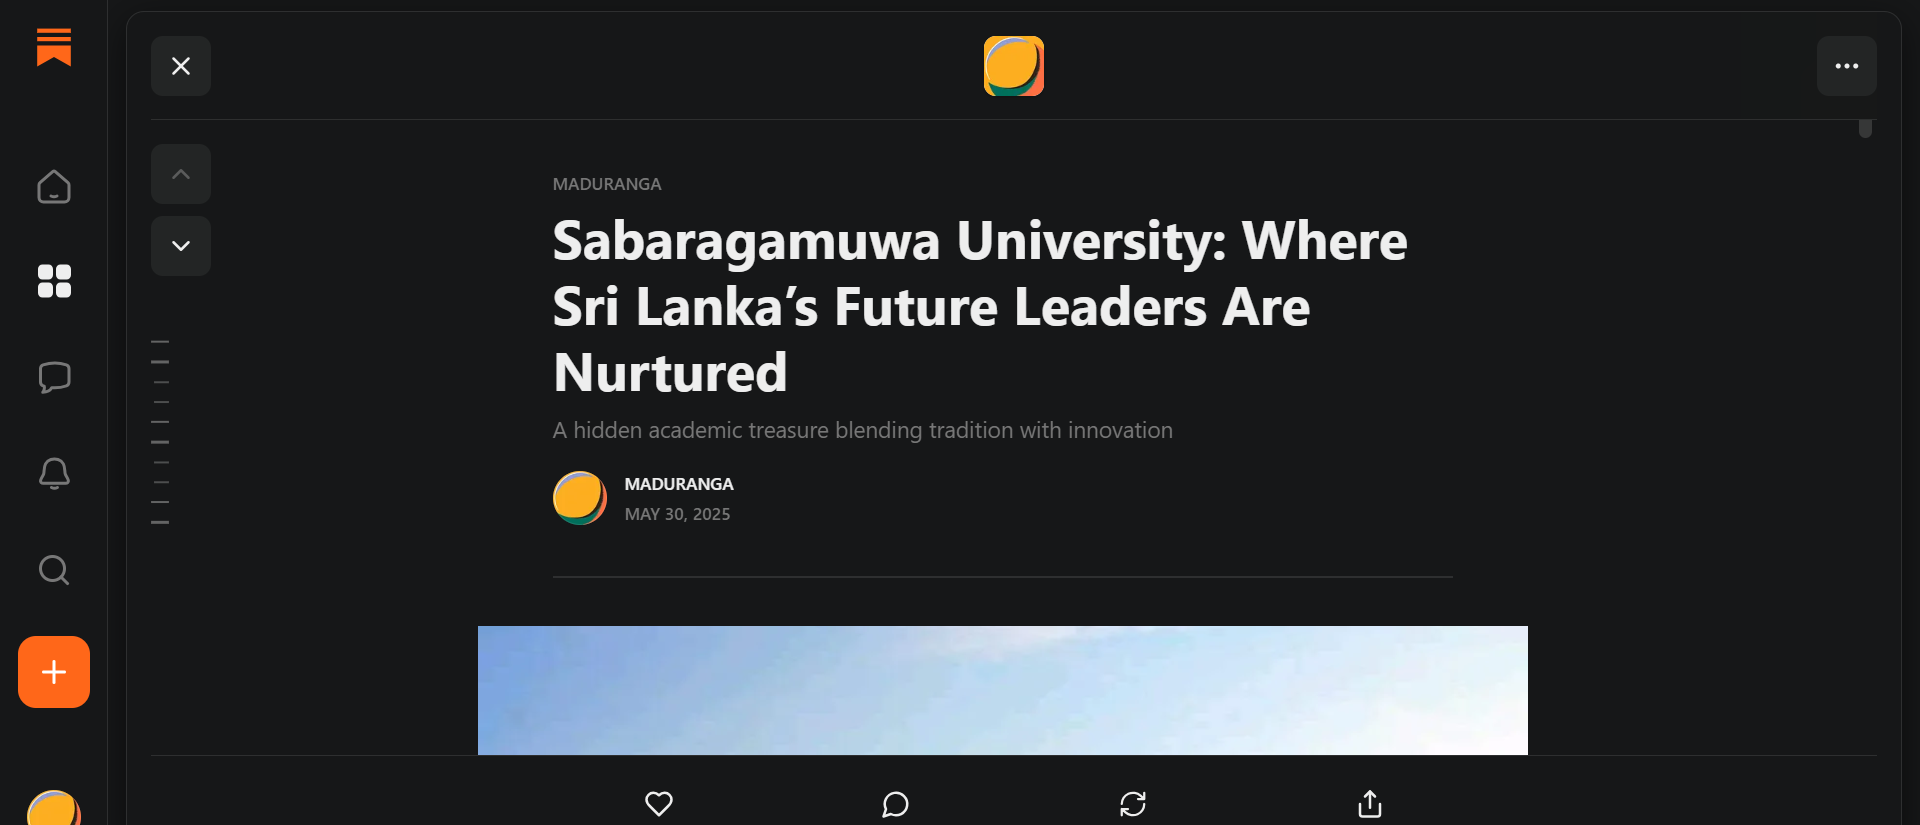 MADURANGA
Sabaragamuwa University: Where
Sri Lanka’s Future Leaders Are
Nurtured
A hidden academic treasure blending tradition with innovation
MADURANGA
MAY 30, 2025